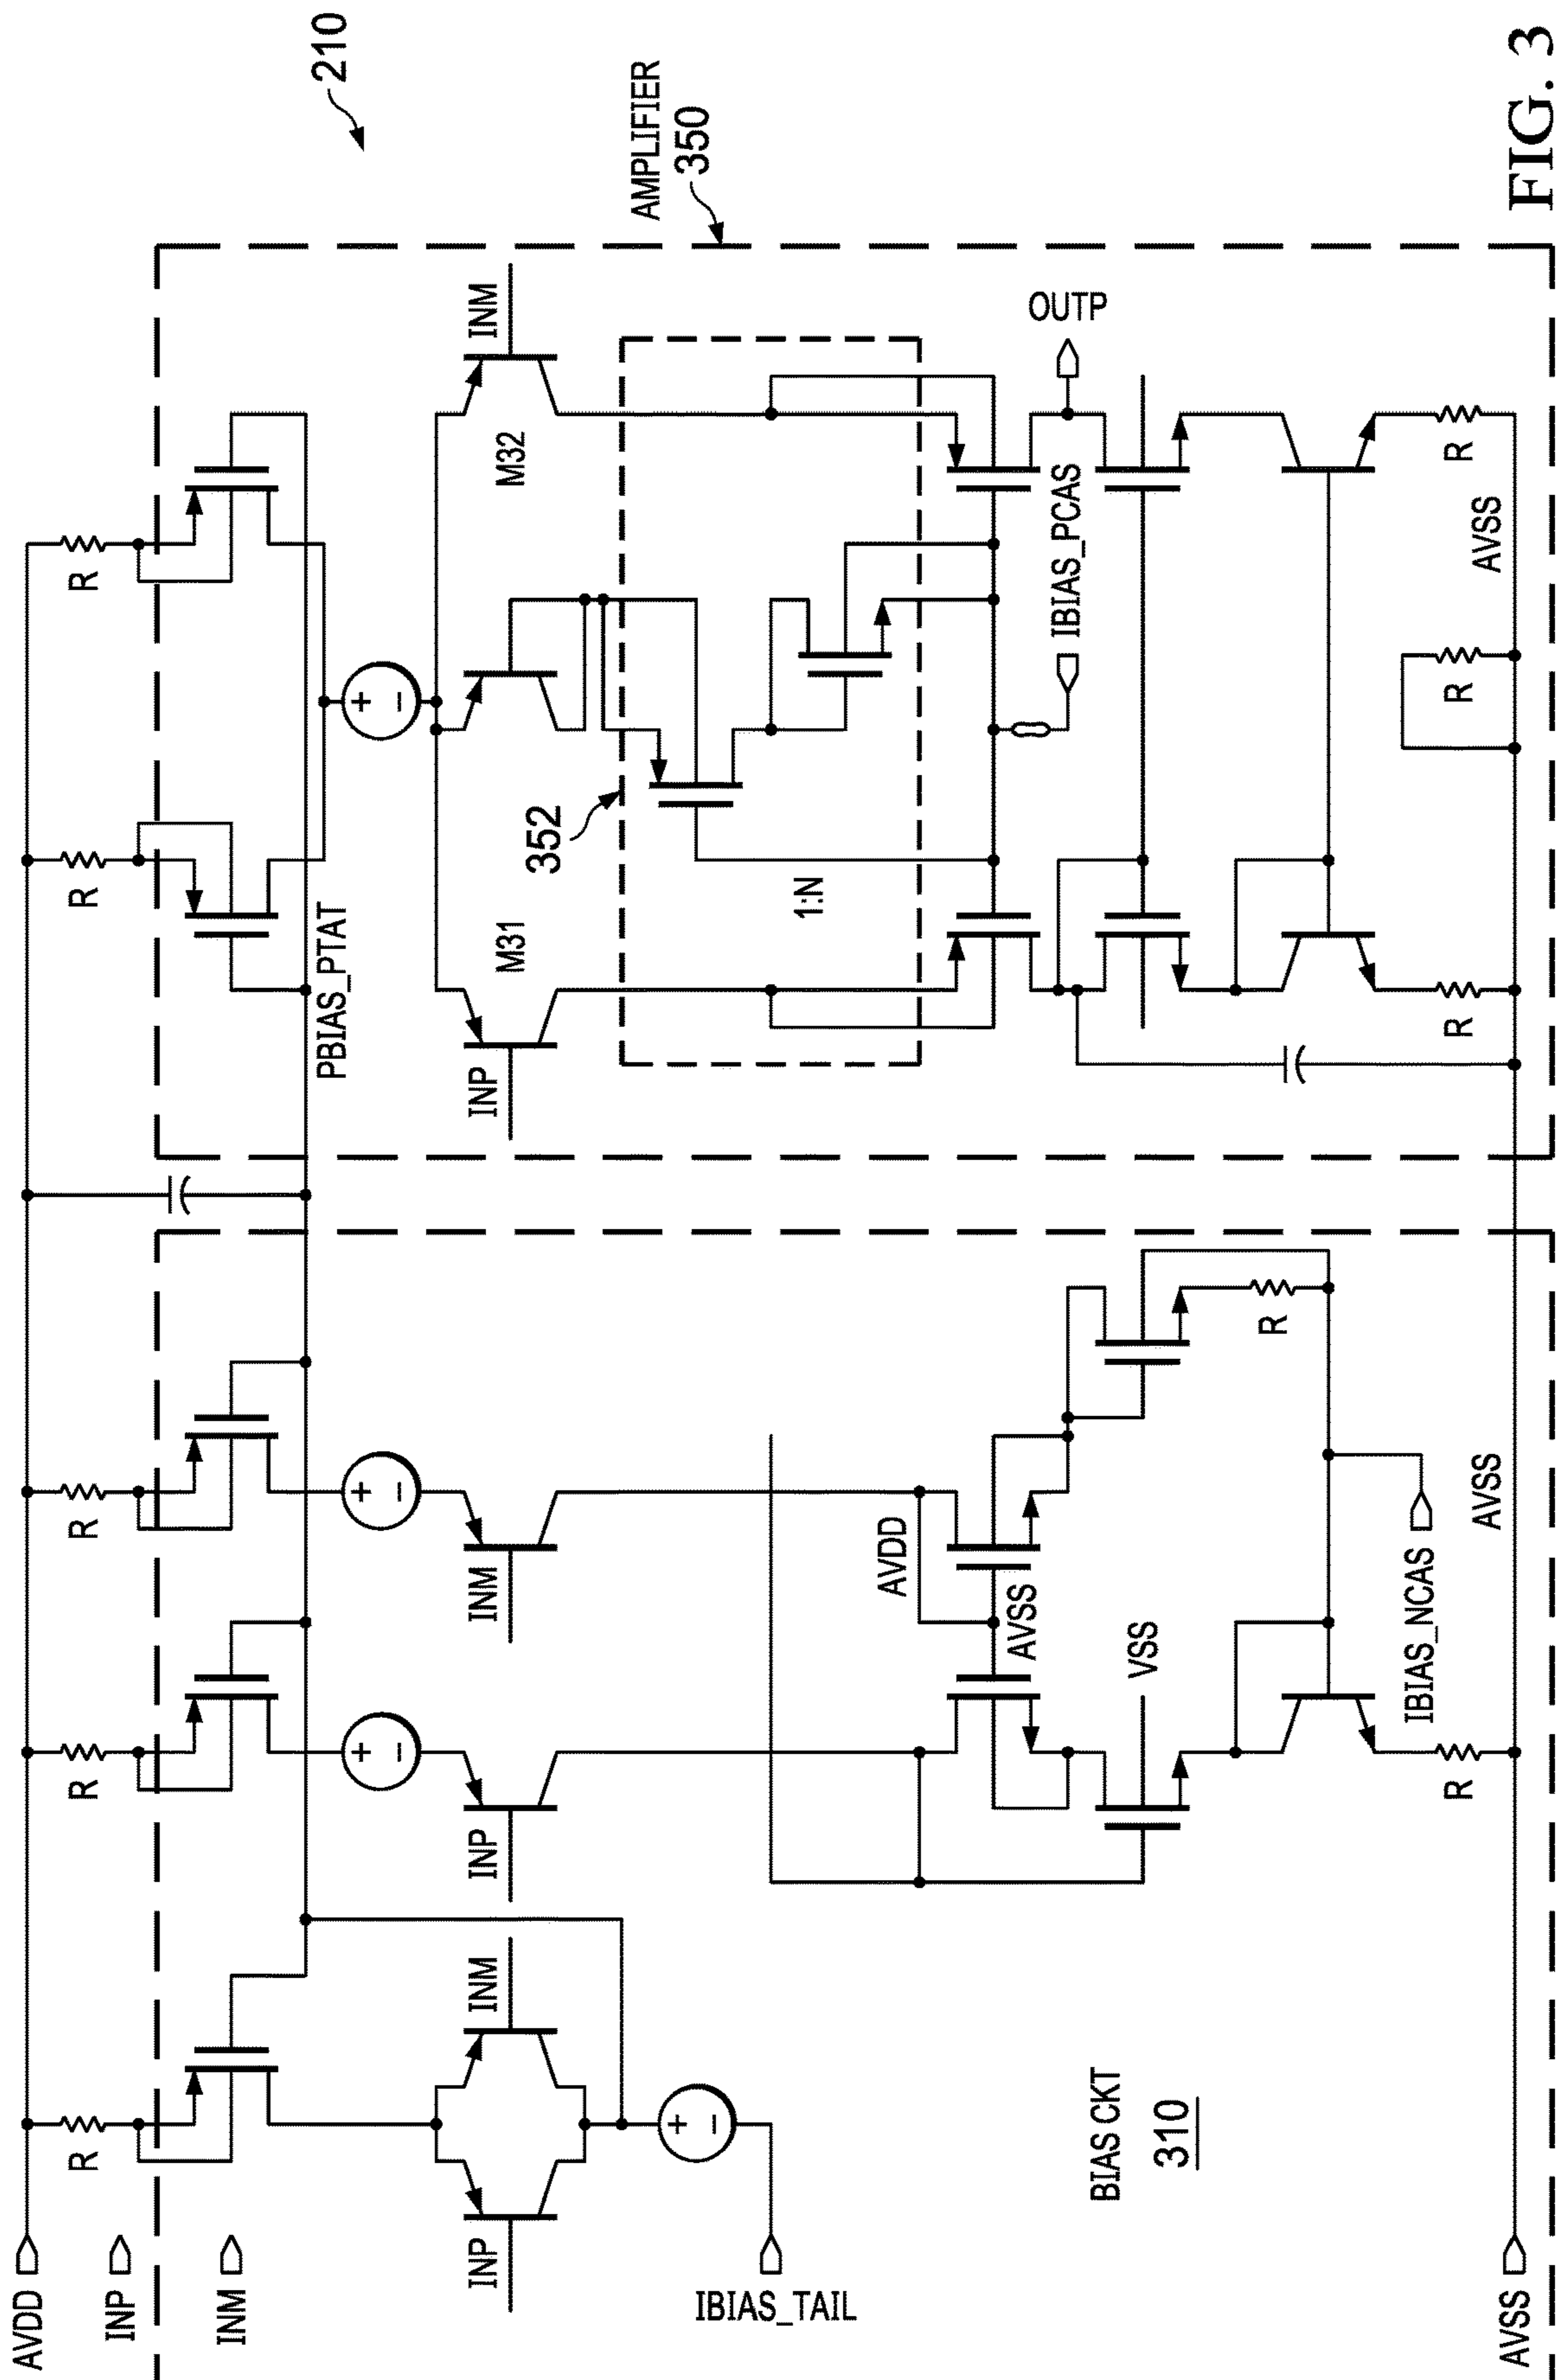 210
AVDD
INP
INM
R
R
R
R
R
PBIAS_PTAT
AMPLIFIER
350
INP
INM
INP
INM
INP
M31
M32
INM
352
1:N
IBIAS_TAIL
AVDD
AVSS
VSS
OUTP
IBIAS_PCAS
BIAS CKT
310
R
IBIAS_NCAS
R
R
R
R
AVSS
AVSS
AVSS
FIG. 3